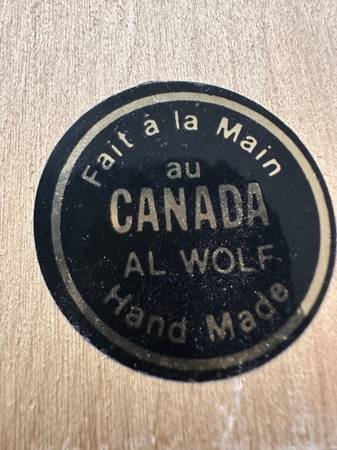 Fait à la Main
au
CANADA
AL WOLF
Hand Made